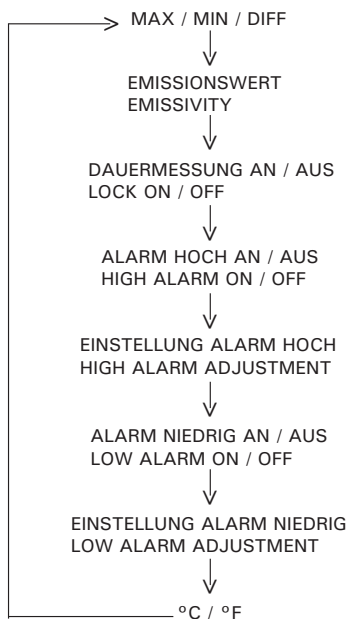 MAX / MIN / DIFF
EMISSIONSWERT
EMISSIVITY
DAUERMESSUNG AN / AUS
LOCK ON / OFF
ALARM HOCH AN / AUS
HIGH ALARM ON / OFF
EINSTELLUNG ALARM HOCH
HIGH ALARM ADJUSTMENT
ALARM NIEDRIG AN / AUS
LOW ALARM ON / OFF
EINSTELLUNG ALARM NIEDRIG
LOW ALARM ADJUSTMENT
ºC / ºF